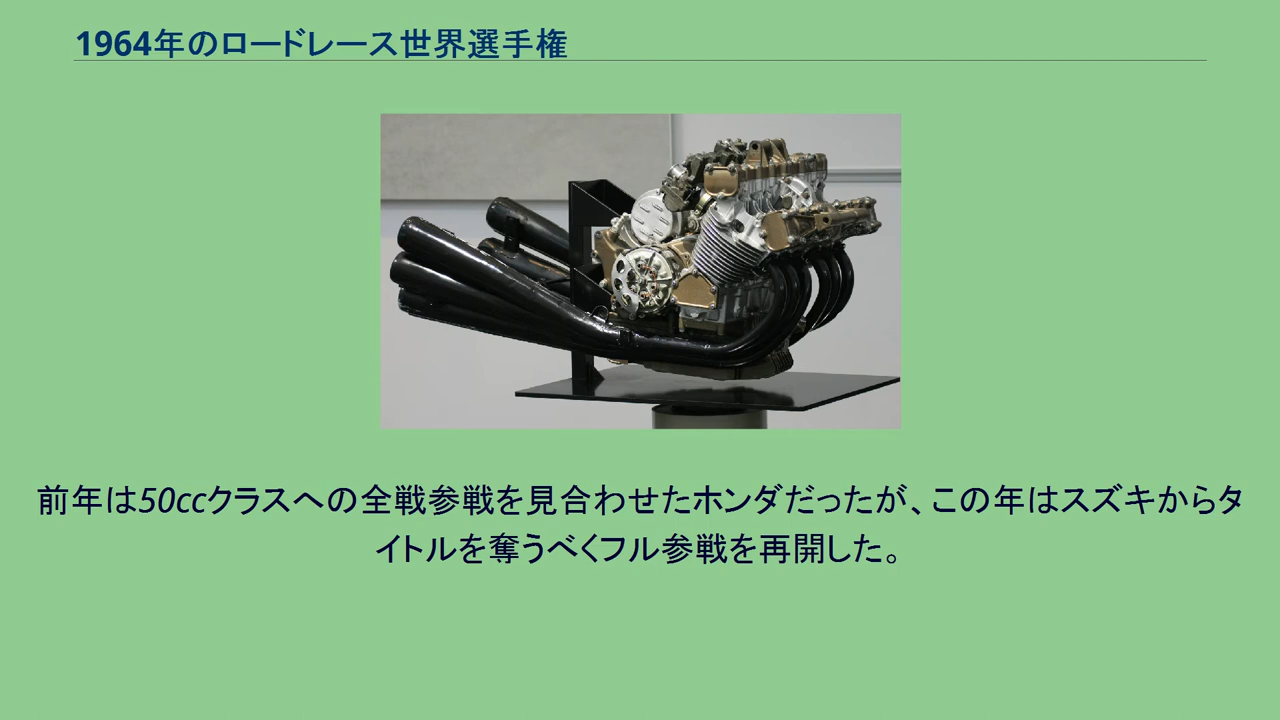 1964年のロードレース世界選手権
前年は50ccクラスへの全戦参戦を見合わせたホンダだったが、この年はスズキからタ
イトルを奪うべくフル参戦を再開した。